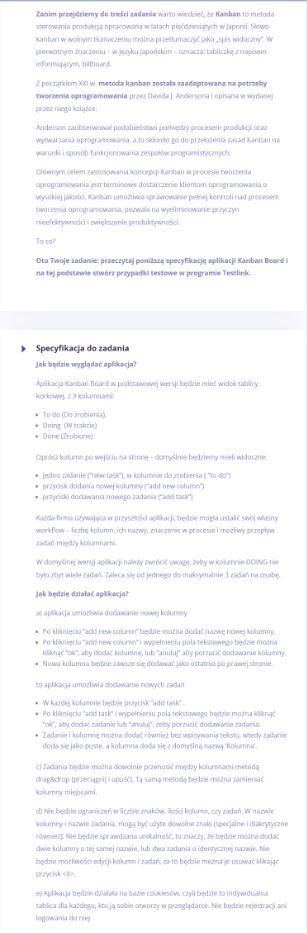 Zanim przejdziemy do treści zadania warto wiedzieć, że Kanban to metoda
sterowania produkcją opracowana w latach pięćdziesiątych w Japonii. Słowo
kanban w wolnym tłumaczeniu można przetłumaczyć jako „spis widoczny”. W
pierwotnym znaczeniu – w języku japońskim – oznacza: tabliczkę z napisem
informującym, billboard.
Z początkiem XXI w. metoda kanban została zaadaptowana na potrzeby
tworzenia oprogramowania przez Davida J. Andersona i opisana w wydanej
przez niego książce.
Anderson zaobserwował podobieństwo pomiędzy procesem produkcji oraz
wytwarzania oprogramowania, a to skłoniło go do przełożenia zasad Kanban na
warunki i sposób funkcjonowania zespołów programistycznych.
Głównym celem zastosowania koncepcji Kanban w procesie tworzenia
oprogramowania jest terminowe dostarczenie klientom oprogramowania o
wysokiej jakości. Kanban umożliwia sprawowanie pełnej kontroli nad procesem
tworzenia oprogramowania, pozwala na wyeliminowanie przyczyn
nieefektywności i zwiększenie produktywności.
To co?
Oto Twoje zadanie: przeczytaj poniższą specyfikację aplikacji Kanban Board i
na tej podstawie stwórz przypadki testowe w programie Testlink.
Specyfikacja do zadania
Jak będzie wyglądać aplikacja?
Aplikacja Kanban Board w podstawowej wersji będzie mieć widok tablicy
korkowej, z 3 kolumnami:
To do (Do zrobienia),
Doing (W trakcie)
Done (Zrobione)
Oprócz kolumn po wejściu na stronę – domyślnie będziemy mieli widoczne:
jedno zadanie ("new task"), w kolumnie do zrobienia ( "to do")
przycisk dodania nowej kolumny ("add new column")
przyciski dodawania nowego zadania ("add task")
Każda firma używająca w przyszłości aplikacji, będzie mogła ustalić swój własny
workflow – liczbę kolumn, ich nazwy, znaczenie w procesie i możliwy przepływ
zadań między kolumnami.
W domyślnej wersji aplikacji należy zwrócić uwagę, żeby w kolumnie DOING nie
było zbyt wiele zadań. Zaleca się od jednego do maksymalnie 3 zadań na osobę.
Jak będzie działać aplikacja?
a) aplikacja umożliwia dodawanie nowej kolumny
Po kliknięciu "add new column" będzie można dodać nazwę nowej kolumny.
Po kliknięciu "add new column" i wypełnieniu pola tekstowego będzie można
kliknąć "ok", aby dodać kolumnę, lub "anuluj" aby porzucić dodawanie kolumny.
Nowa kolumna będzie zawsze się dodawać jako ostatnia po prawej stronie.
b) aplikacja umożliwia dodawanie nowych zadań
W każdej kolumnie będzie przycisk "add task" .
Po kliknięciu "add task" i wypełnieniu pola tekstowego będzie można kliknąć
"ok", aby dodać zadanie lub "anuluj", żeby porzucić dodawanie zadania.
Zadanie i kolumnę można dodać również bez wpisywania tekstu, wtedy zadanie
doda się jako puste, a kolumna doda się z domyślną nazwą 'Kolumna'.
c) Zadania będzie można dowolnie przenosić między kolumnami metodą
drag&drop (przeciągnij i upuść). Tą samą metodą będzie można zamieniać
kolumny miejscami.
d) Nie będzie ograniczeń w liczbie znaków, ilości kolumn, czy zadań. W nazwie
kolumny i nazwie zadania, mogą być użyte dowolne znaki (specjalne i diakrytyczne
również). Nie będzie sprawdzana unikalność, to znaczy, że będzie można dodać
dwie kolumny o tej samej nazwie, lub dwa zadania o identycznej nazwie. Nie
będzie możliwości edycji kolumn i zadań, za to będzie można je usuwać klikając
przycisk <X>.
e) Aplikacja będzie działała na bazie cookiesów, czyli będzie to indywidualna
tablica dla każdego, kto ją sobie otworzy w przeglądarce. Nie będzie rejestracji ani
logowania do niej